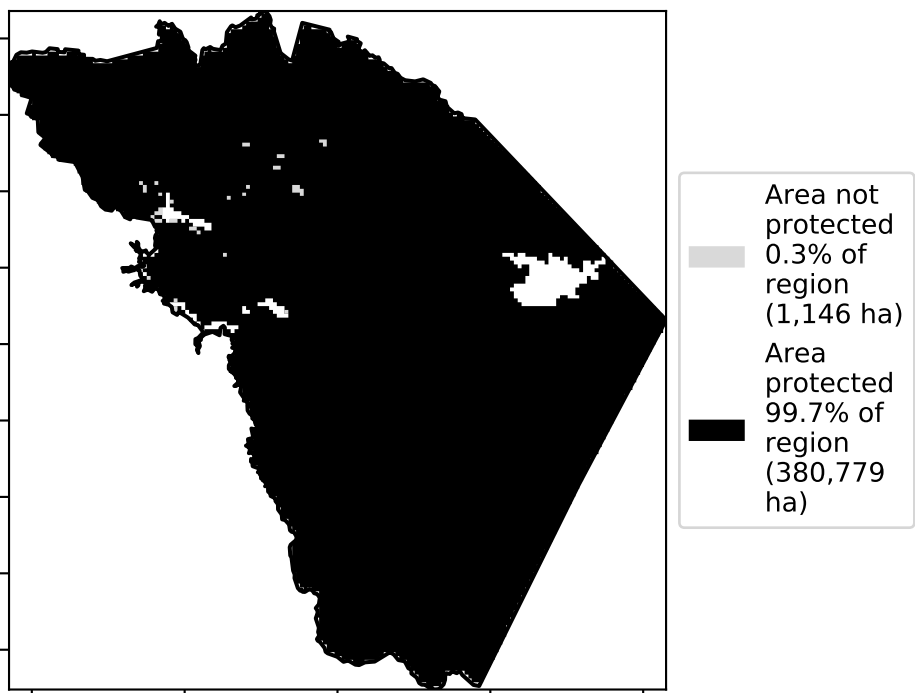 Area not
protected
0.3% of
region
(1,146 ha)
Area
protected
99.7% of
region
(380,779
ha)